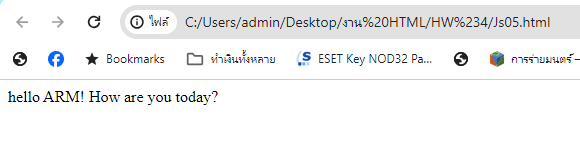 ไฟล์ C:/Users/admin/Desktop/งาน%20HTML/HW%234/Js05.html
Bookmarks ทำเงินทั้งหลาย ESET Key NOD32 Pa... การร่ายมนตร์ –
hello ARM! How are you today?